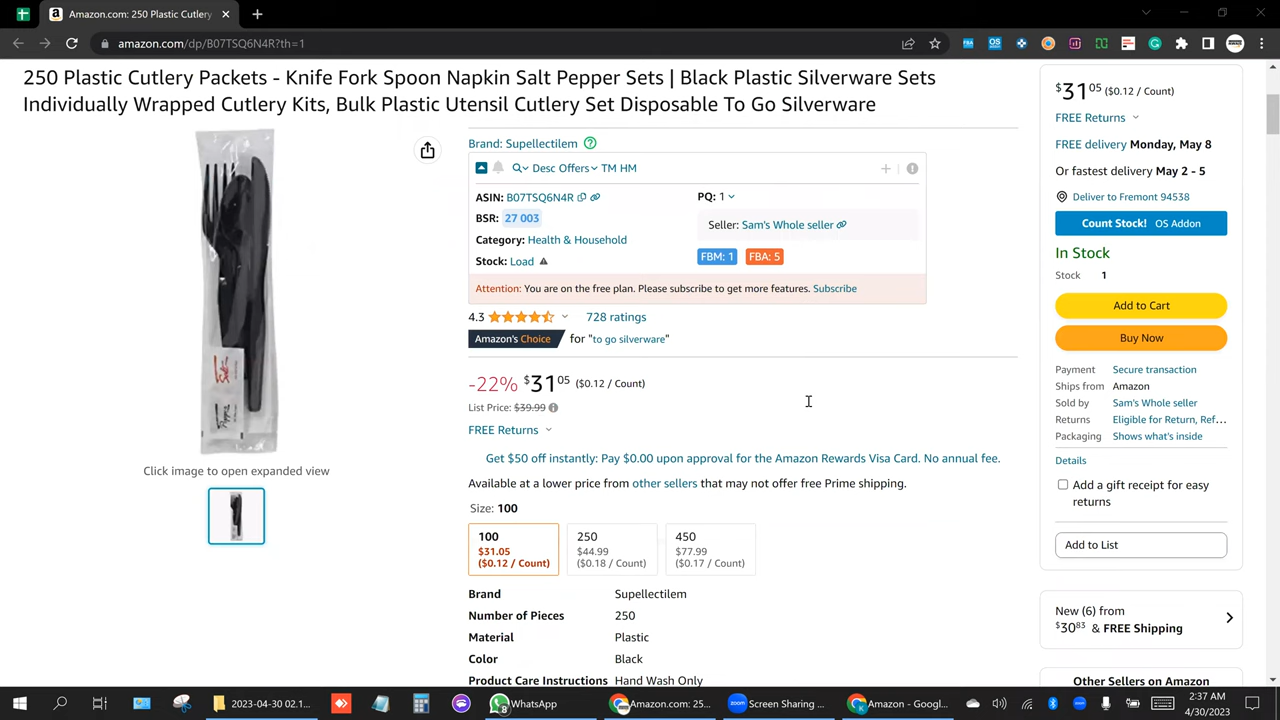 Amazon.com: 250 Plastic Cutlery
amazon.com/dp/B07TSQ6N4R?th=1
250 Plastic Cutlery Packets - Knife Fork Spoon Napkin Salt Pepper Sets | Black Plastic Silverware Sets
Individually Wrapped Cutlery Kits, Bulk Plastic Utensil Cutlery Set Disposable To Go Silverware
Click image to open expanded view
Brand: Supellectilem
Desc Offers TM HM
ASIN: B07TSQ6N4R
PQ: 1
BSR: 27 003
Seller: Sam's Whole seller
Category: Health & Household
FBM: 1 FBA: 5
Stock: Load
Attention: You are on the free plan. Please subscribe to get more features. Subscribe
4.3 728 ratings
Amazon's Choice for "to go silverware"
-22% $31 05 ($0.12 / Count)
List Price: $39.99
FREE Returns
Get $50 off instantly: Pay $0.00 upon approval for the Amazon Rewards Visa Card. No annual fee.
Available at a lower price from other sellers that may not offer free Prime shipping.
Size: 100
100 250 450
$31.05 $44.99 $77.99
($0.12 / Count) ($0.18 / Count) ($0.17 / Count)
Brand Supellectilem
Number of Pieces 250
Material Plastic
Color Black
Product Care Instructions Hand Wash Only
$31 05 ($0.12 / Count)
FREE Returns
FREE delivery Monday, May 8
Or fastest delivery May 2 - 5
Deliver to Fremont 94538
Count Stock! OS Addon
In Stock
Stock 1
Add to Cart
Buy Now
Payment Secure transaction
Ships from Amazon
Sold by Sam's Whole seller
Returns Eligible for Return, Ref...
Packaging Shows what's inside
Details
Add a gift receipt for easy
returns
Add to List
New (6) from
$30 83 & FREE Shipping
Other Sellers on Amazon
2023-04-30 02.1... WhatsApp Amazon.com: 25... Screen Sharing ... Amazon - Googl...
2:37 AM
4/30/2023